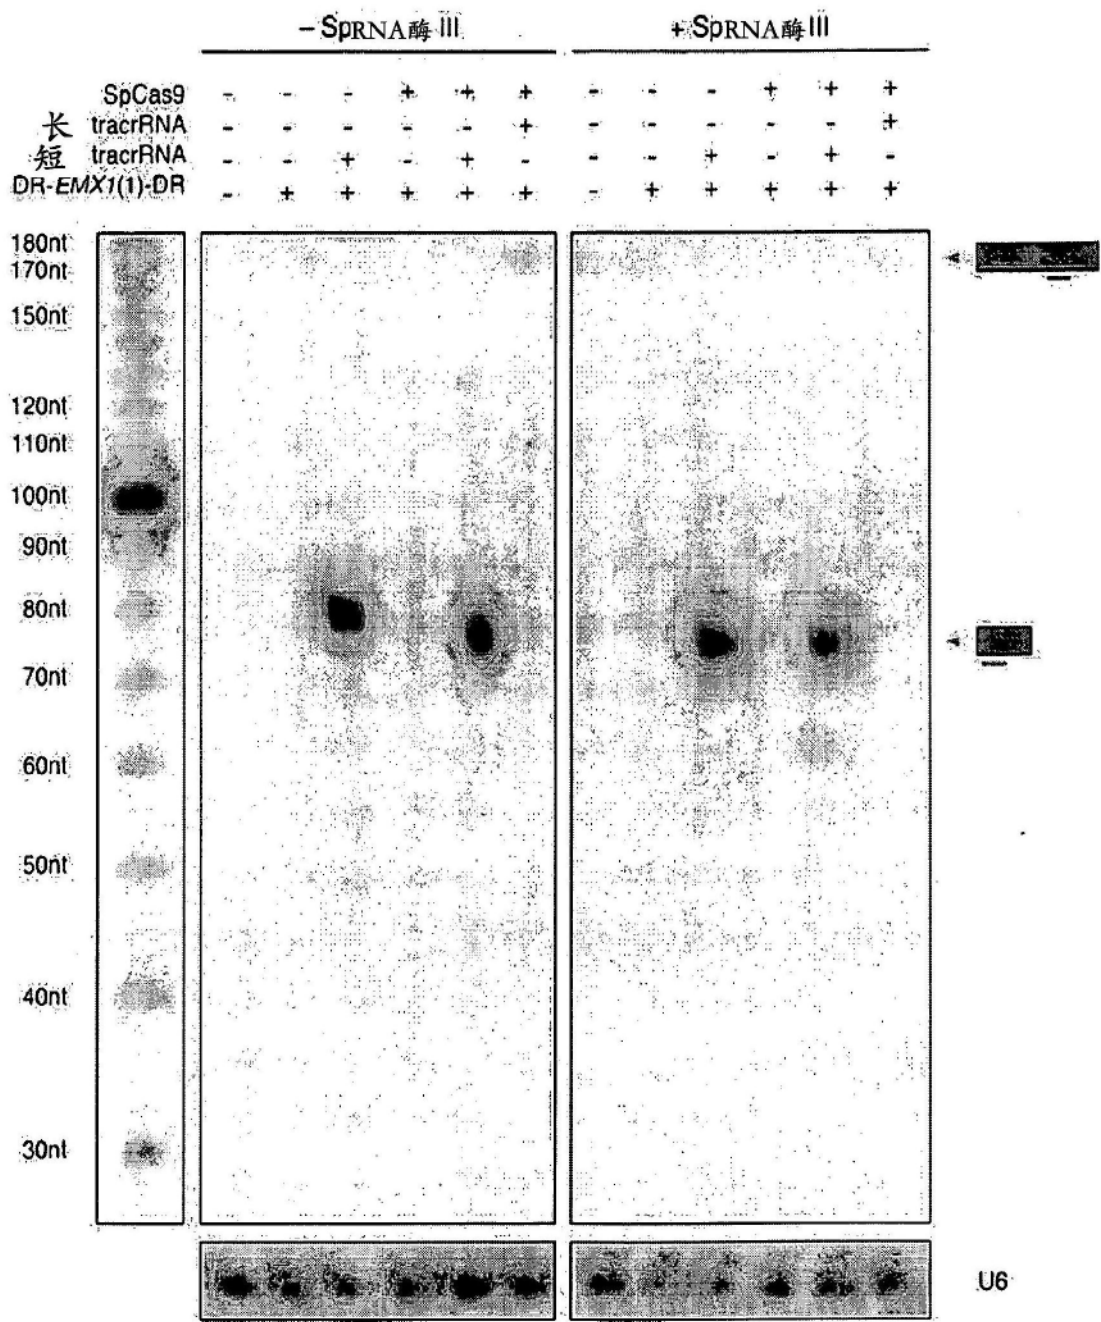 – SpRNA酶 III + SpRNA酶 III
SpCas9 - - - + + + - - - + + +
长 tracrRNA - - - - - + - - - - - +
短 tracrRNA - - + - + - - - + - + -
DR-EMX1(1)-DR - + + + + + - + + + + +
180nt
170nt
150nt
120nt
110nt
100nt
90nt
80nt
70nt
60nt
50nt
40nt
30nt
U6